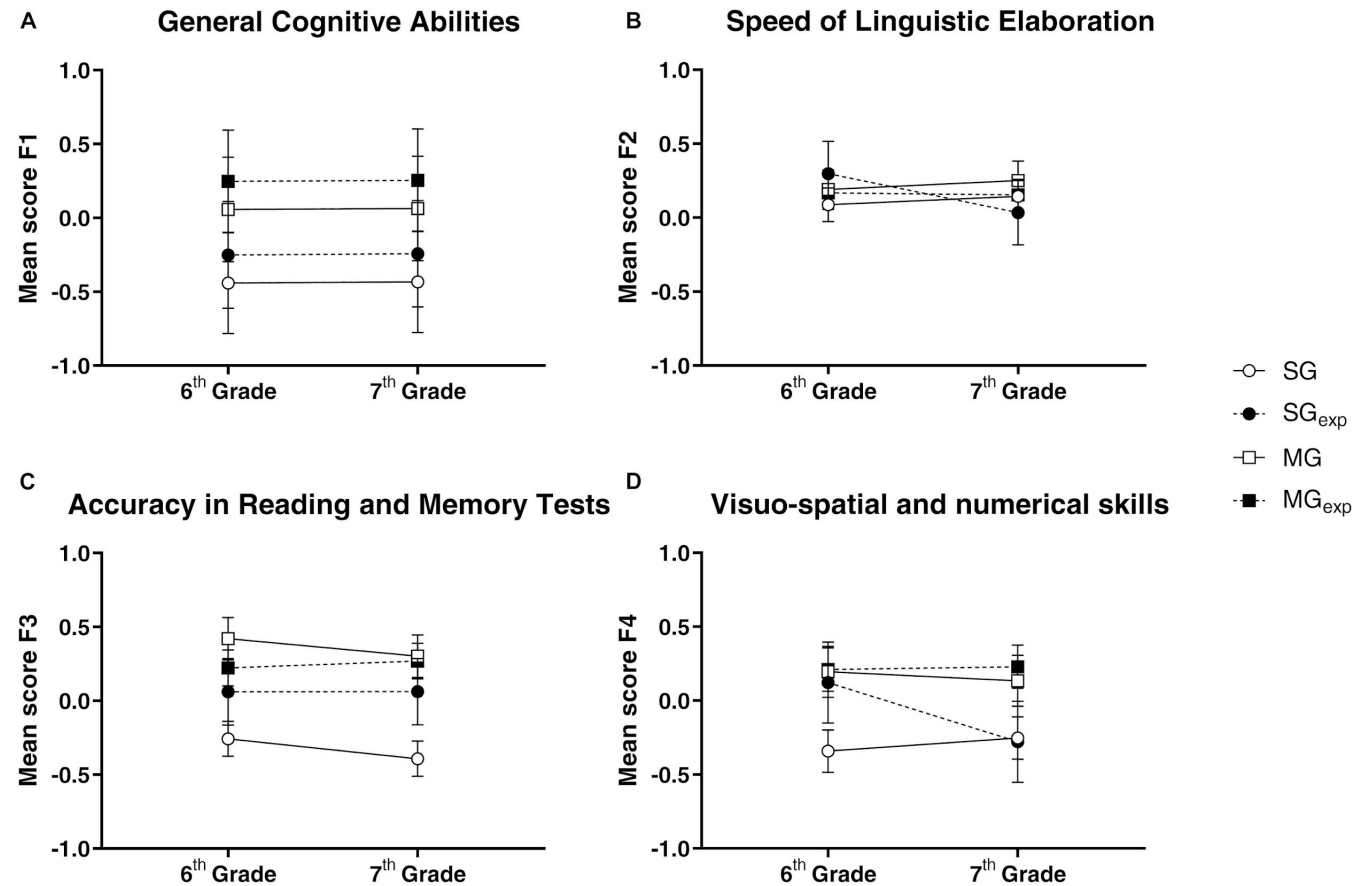 A
General Cognitive Abilities
1.0
0.5
0.0
-0.5
-1.0
Mean score F1
6th Grade
7th Grade
B
Speed of Linguistic Elaboration
1.0
0.5
0.0
-0.5
-1.0
Mean score F2
6th Grade
7th Grade
SG
SGexp
MG
MGexp
C
Accuracy in Reading and Memory Tests
1.0
0.5
0.0
-0.5
-1.0
Mean score F3
6th Grade
7th Grade
D
Visuo-spatial and numerical skills
1.0
0.5
0.0
-0.5
-1.0
Mean score F4
6th Grade
7th Grade